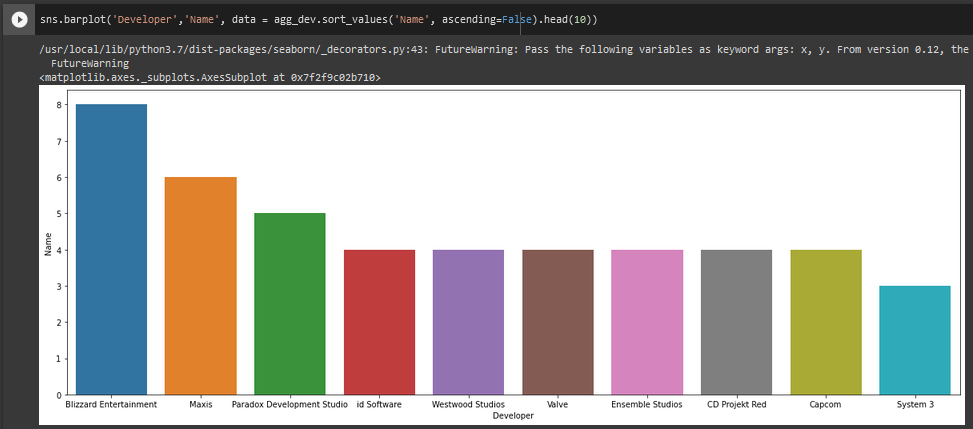 sns.barplot('Developer','Name', data = agg_dev.sort_values('Name', ascending=False).head(10))
/usr/local/lib/python3.7/dist-packages/seaborn/_decorators.py:43: FutureWarning: Pass the following variables as keyword args: x, y. From version 0.12, the
FutureWarning
<matplotlib.axes._subplots.AxesSubplot at 0x7f2f9c02b710>
8
7
6
5
4
3
2
1
0
Name
Blizzard Entertainment Maxis Paradox Development Studio id Software Westwood Studios Valve Ensemble Studios CD Projekt Red Capcom System 3
Developer